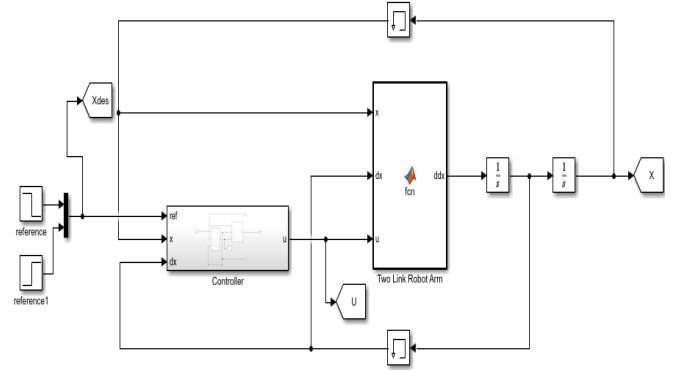 Xdes
x
dx
ddx
1
s
1
s
X
fcn
reference
ref
x
u
u
dx
Two Link Robot Arm
Controller
reference1
U